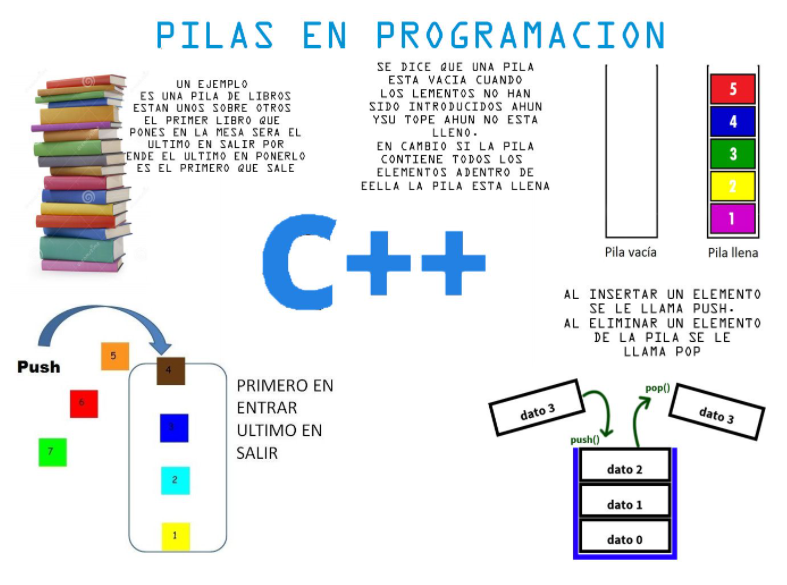 PILAS EN PROGRAMACION
UN EJEMPLO
ES UNA PILA DE LIBROS
ESTAN UNOS SOBRE OTROS
EL PRIMER LIBRO QUE
PONES EN LA MESA SERA EL
ULTIMO EN SALIR POR
ENDE EL ULTIMO EN PONERLO
ES EL PRIMERO QUE SALE
SE DICE QUE UNA PILA
ESTA VACIA CUANDO
LOS LEMENTOS NO HAN
SIDO INTRODUCIDOS AHUN
YSU TOPE AHUN NO ESTA
LLENO.
EN CAMBIO SI LA PILA
CONTIENE TODOS LOS
ELEMENTOS ADENTRO DE
EELLA LA PILA ESTA LLENA
5
4
3
2
1
Pila vacía
Pila llena
C++
AL INSERTAR UN ELEMENTO
SE LE LLAMA PUSH.
AL ELIMINAR UN ELEMENTO
DE LA PILA SE LE
LLAMA POP
Push
5
6
7
4
3
2
1
PRIMERO EN
ENTRAR
ULTIMO EN
SALIR
dato 3
push()
pop()
dato 3
dato 2
dato 1
dato 0